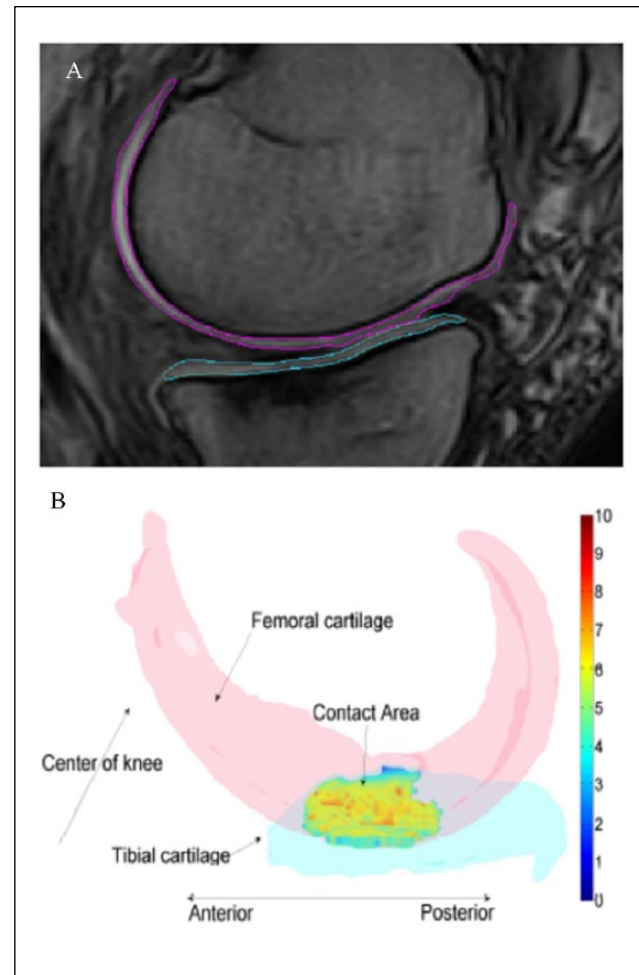 A
B
10
9
8
7
6
5
4
3
2
1
0
Femoral cartilage
Contact Area
Center of knee
Tibial cartilage
Anterior
Posterior